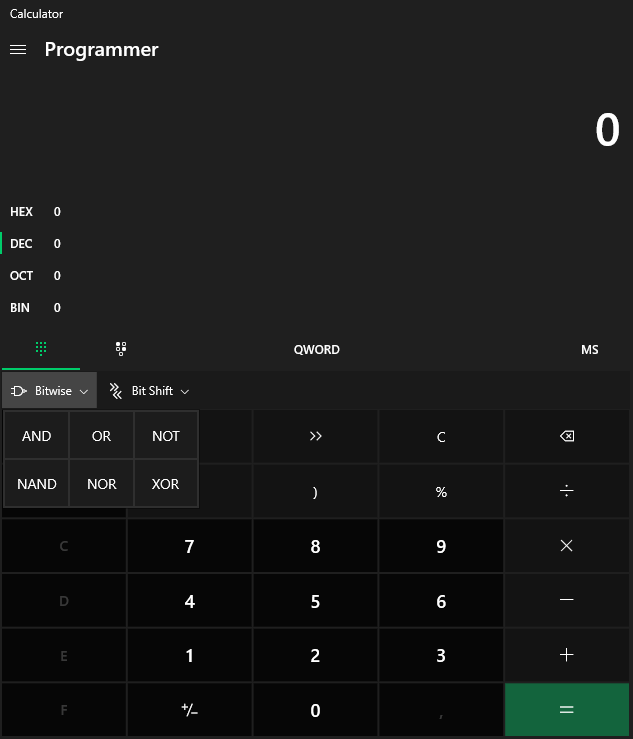 Calculator
Programmer
0
HEX 0
DEC 0
OCT 0
BIN 0
QWORD MS
Bitwise Bit Shift
AND OR NOT >> C
NAND NOR XOR ) % ÷
C 7 8 9 ×
D 4 5 6 −
E 1 2 3 +
F +/− 0 , =